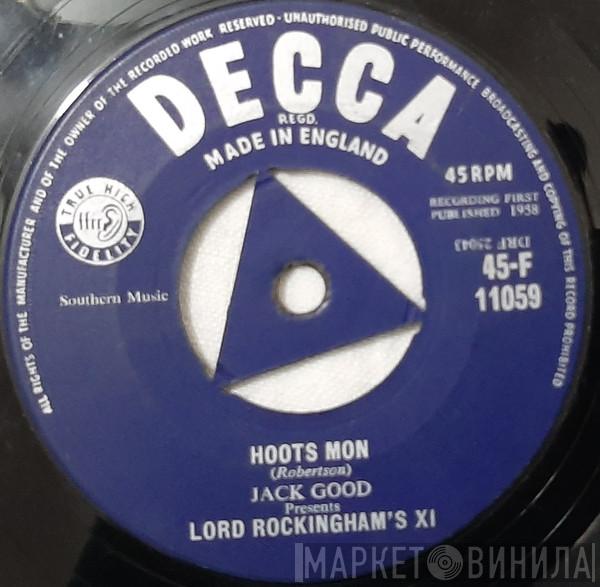 ALL RIGHTS OF THE MANUFACTURER AND OF THE OWNER OF THE RECORDED WORK RESERVED - UNAUTHORISED PUBLIC PERFORMANCE BROADCASTING AND COPYING OF THIS RECORD PROHIBITED
DECCA
REGD.
MADE IN ENGLAND
TRUE HIGH
ffrr
FIDELITY
45 RPM
RECORDING FIRST
PUBLISHED 1958
DRF 25043
45-F
11059
Southern Music
HOOTS MON
(Robertson)
JACK GOOD
Presents
LORD ROCKINGHAM'S XI
МАРКЕТ ВИНИЛА